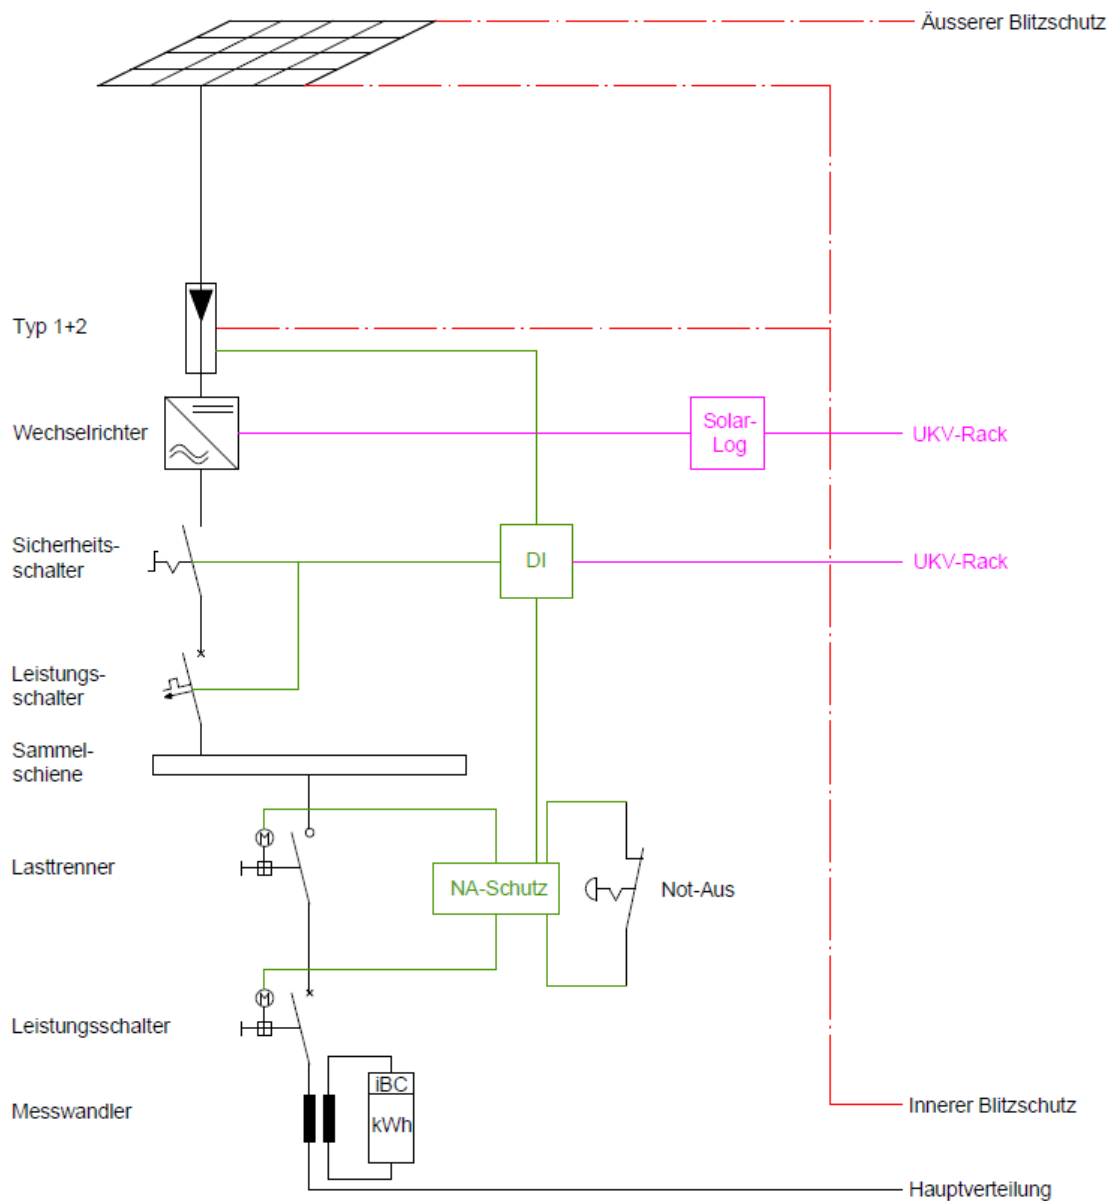 Äusserer Blitzschutz
Typ 1+2
Wechselrichter
Solar-
Log
UKV-Rack
Sicherheits-
schalter
DI
UKV-Rack
Leistungs-
schalter
Sammel-
schiene
M
Lasttrenner
NA-Schutz
Not-Aus
M
Leistungsschalter
iBC
kWh
Messwandler
Innerer Blitzschutz
Hauptverteilung